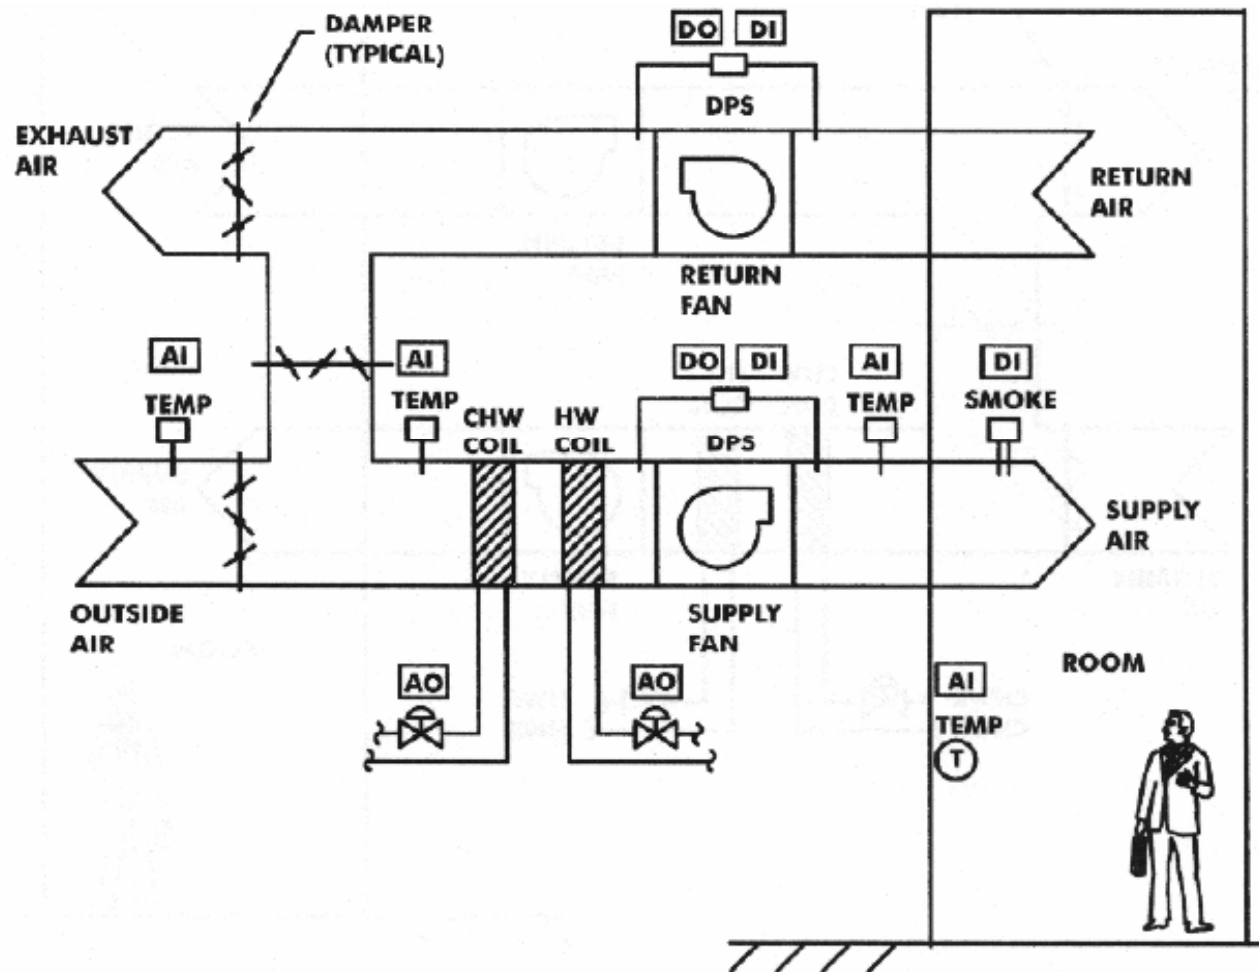 DAMPER
(TYPICAL)
DO DI
DPS
EXHAUST
AIR
RETURN
AIR
RETURN
FAN
AI
TEMP
AI
TEMP
CHW
COIL
HW
COIL
DO DI
DPS
AI
TEMP
DI
SMOKE
SUPPLY
AIR
OUTSIDE
AIR
SUPPLY
FAN
AO
AO
ROOM
AI
TEMP
T